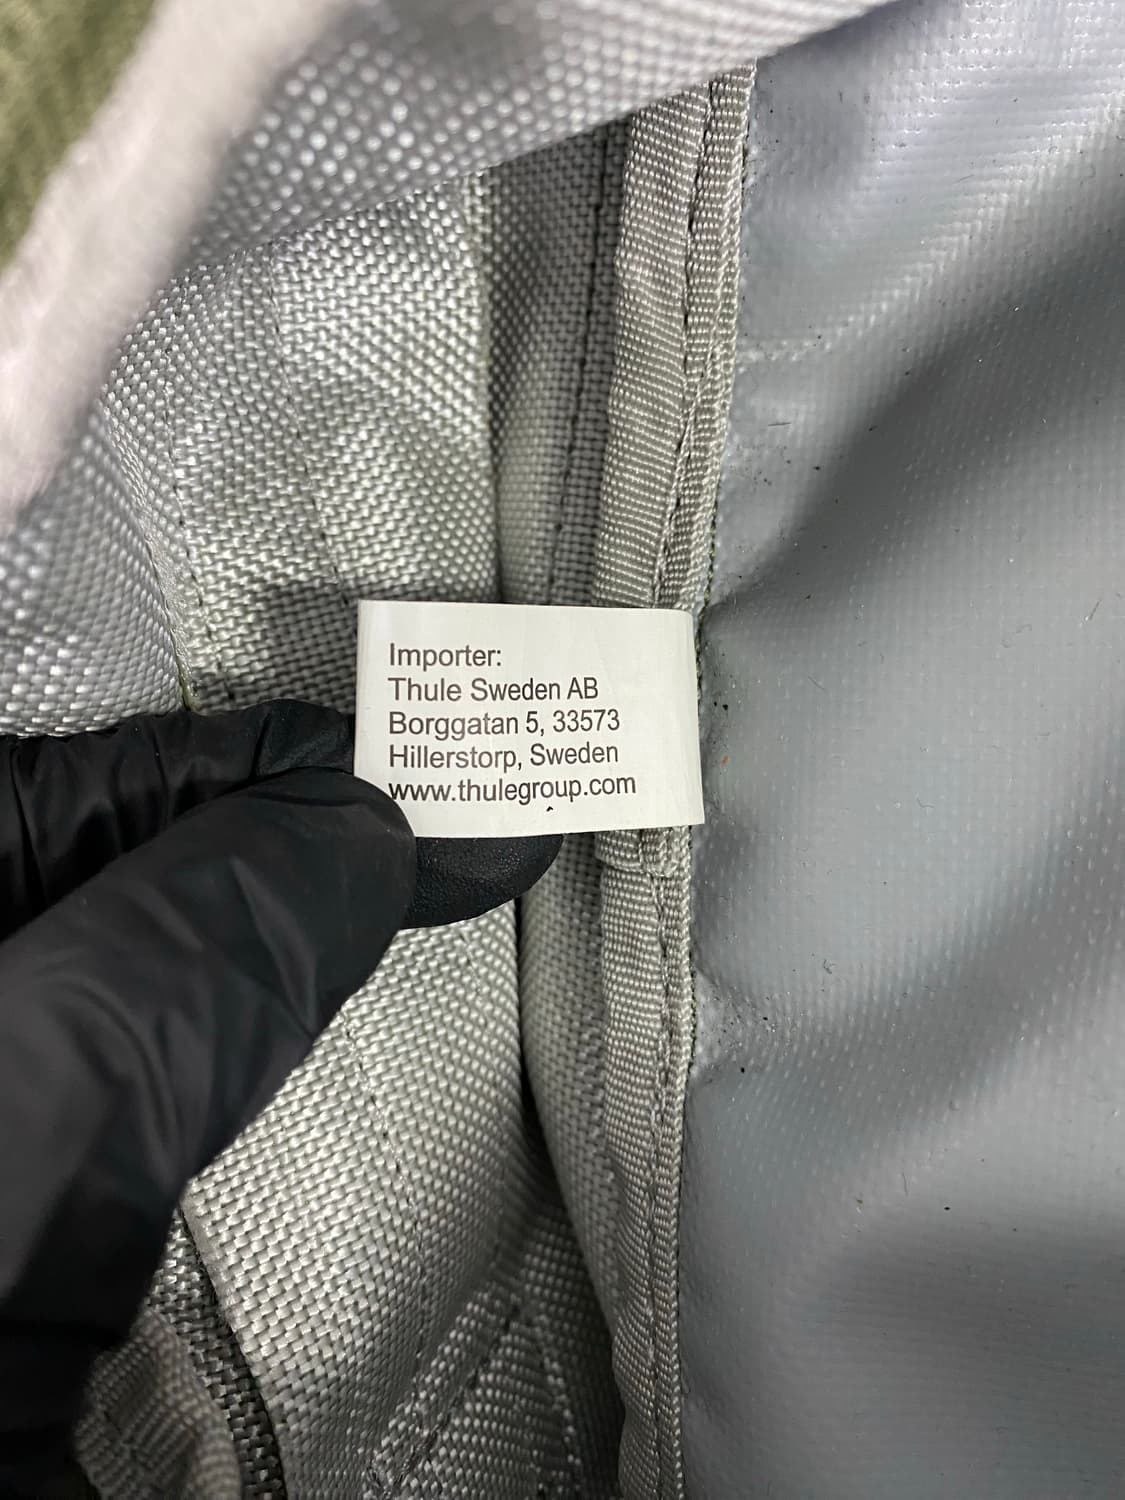 Importer:
Thule Sweden AB
Borggatan 5, 33573
Hillerstorp, Sweden
www.thulegroup.com